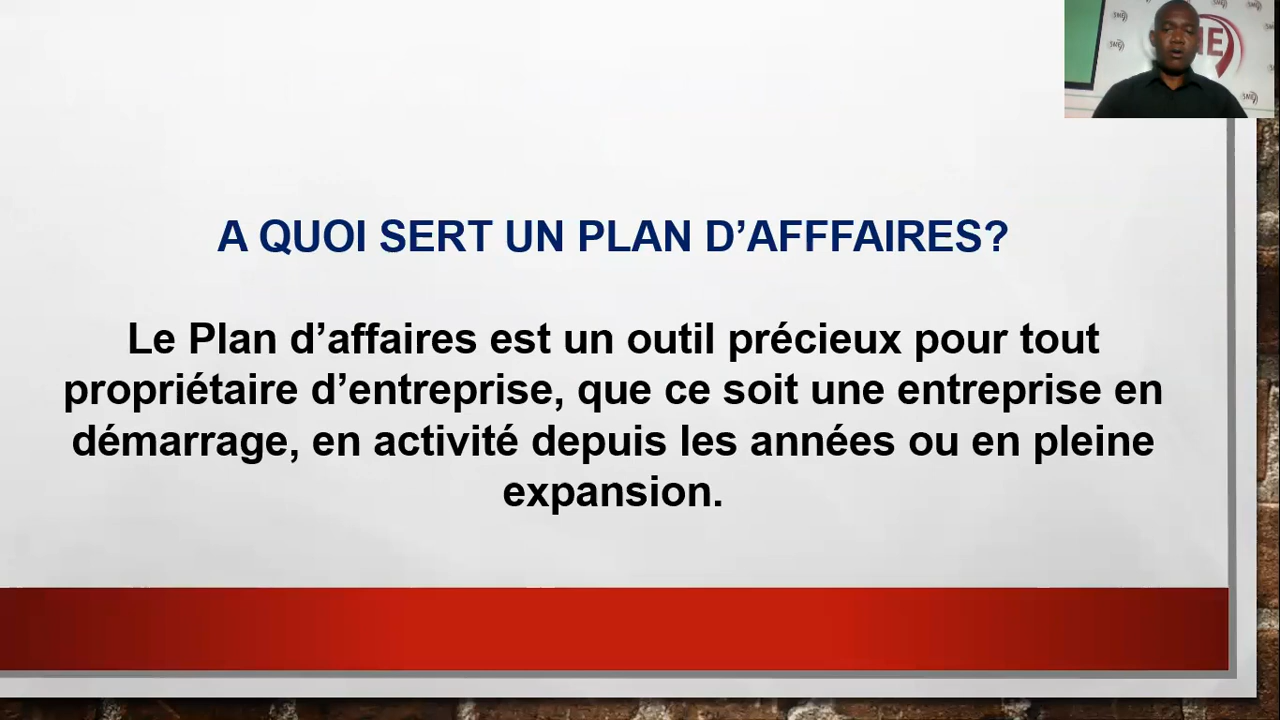 A QUOI SERT UN PLAN D’AFFFAIRES?
Le Plan d’affaires est un outil précieux pour tout
propriétaire d’entreprise, que ce soit une entreprise en
démarrage, en activité depuis les années ou en pleine
expansion.